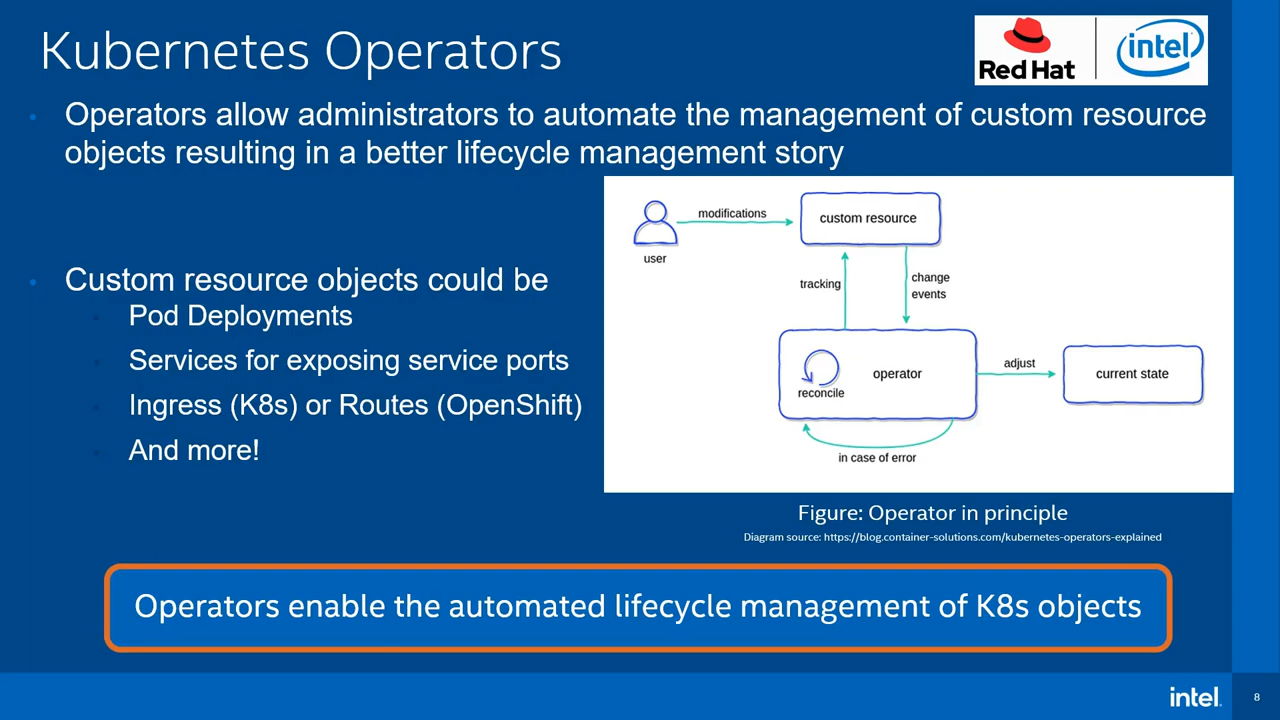 Kubernetes Operators
Red Hat
intel
Operators allow administrators to automate the management of custom resource
objects resulting in a better lifecycle management story
Custom resource objects could be
Pod Deployments
Services for exposing service ports
Ingress (K8s) or Routes (OpenShift)
And more!
user
modifications
custom resource
tracking
change
events
reconcile
operator
adjust
current state
in case of error
Figure: Operator in principle
Diagram source: https://blog.container-solutions.com/kubernetes-operators-explained
Operators enable the automated lifecycle management of K8s objects
intel.
8